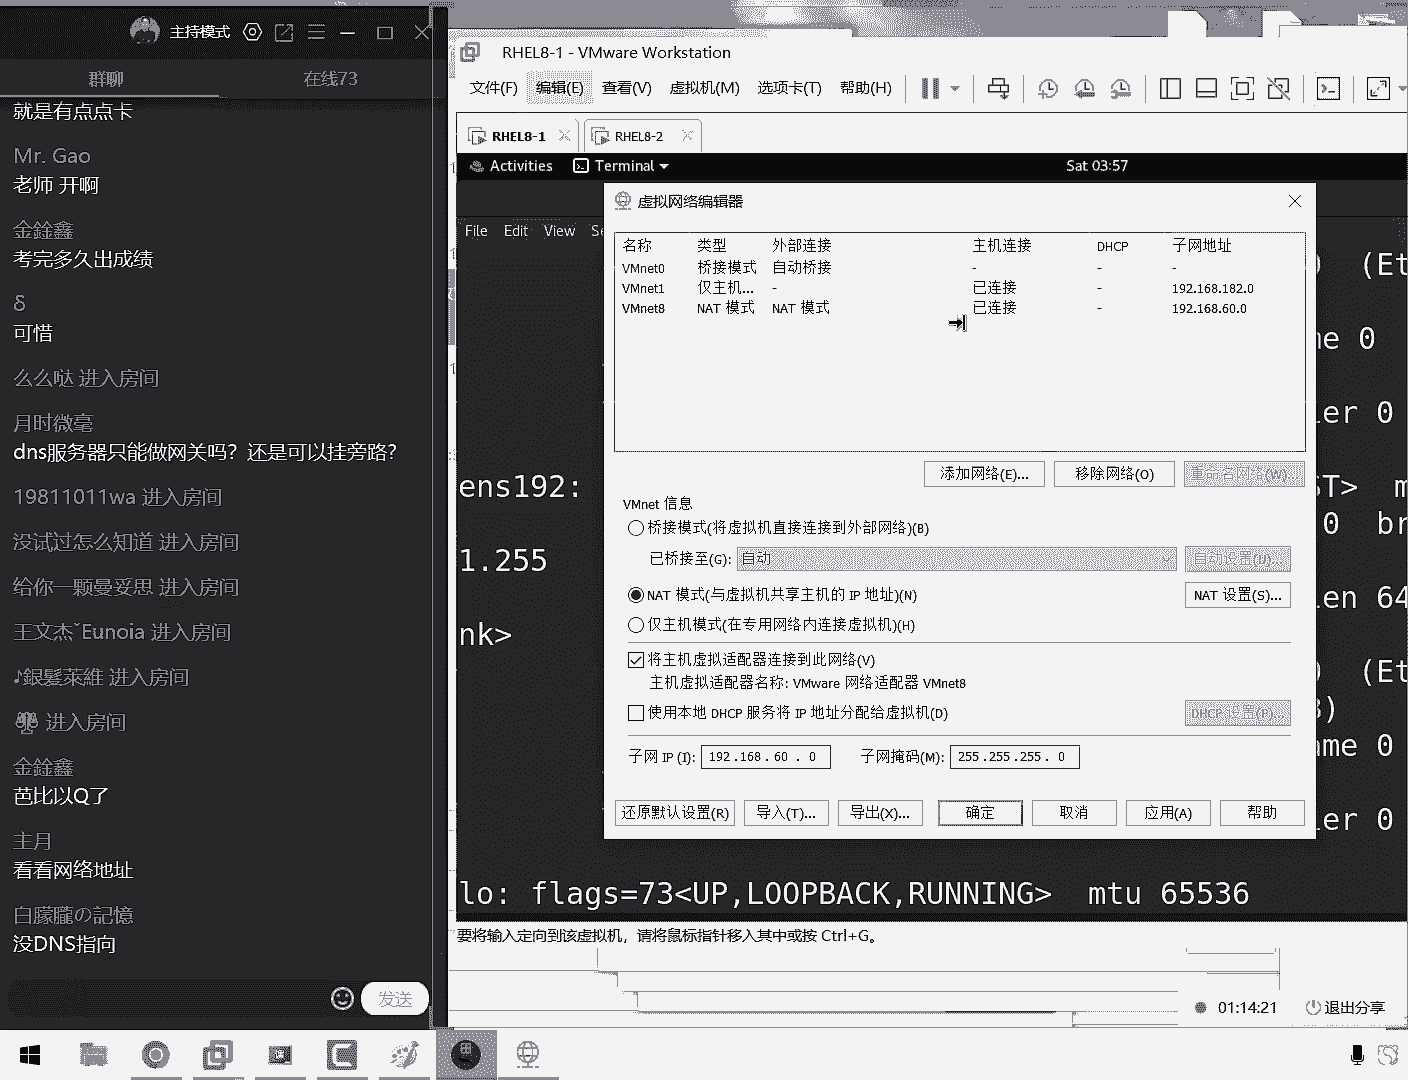 主持模式
群聊
在线73
就是有点点卡
Mr. Gao
老师 开啊
金銓鑫
考完多久出成绩
δ
可惜
么么哒 进入房间
月时微毫
dns服务器只能做网关吗？还是可以挂旁路？
19811011wa 进入房间
没试过怎么知道 进入房间
给你一颗曼妥思 进入房间
王文杰ˇEunoia 进入房间
♪銀髮萊維 进入房间
进入房间
金銓鑫
芭比以Q了
主月
看看网络地址
白朦朧の記憶
没DNS指向
发送
RHEL8-1 - VMware Workstation
文件(F) 编辑(E) 查看(V) 虚拟机(M) 选项卡(T) 帮助(H)
RHEL8-1
RHEL8-2
Activities
Terminal
Sat 03:57
File Edit View Se
虚拟网络编辑器
名称 类型 外部连接 主机连接 DHCP 子网地址
VMnet0 桥接模式 自动桥接 - - -
VMnet1 仅主机... - 已连接 - 192.168.182.0
VMnet8 NAT 模式 NAT 模式 已连接 - 192.168.60.0
添加网络(E)... 移除网络(O) 重命名网络(W)...
VMnet 信息
桥接模式(将虚拟机直接连接到外部网络)(B)
已桥接至(G): 自动 自动设置(U)...
NAT 模式(与虚拟机共享主机的 IP 地址)(N) NAT 设置(S)...
仅主机模式(在专用网络内连接虚拟机)(H)
将主机虚拟适配器连接到此网络(V)
主机虚拟适配器名称: VMware 网络适配器 VMnet8
使用本地 DHCP 服务将 IP 地址分配给虚拟机(D) DHCP 设置(P)...
子网 IP (I): 192.168.60.0 子网掩码(M): 255.255.255.0
还原默认设置(R) 导入(T)... 导出(X)... 确定 取消 应用(A) 帮助
(Et
ne 0
ler 0
ens192:
ST> m
0 br
1.255
len 64
nk>
(Et
3)
ame 0
ler 0
lo: flags=73<UP,LOOPBACK,RUNNING> mtu 65536
要将输入定向到该虚拟机，请将鼠标指针移入其中或按 Ctrl+G。
01:14:21
退出分享